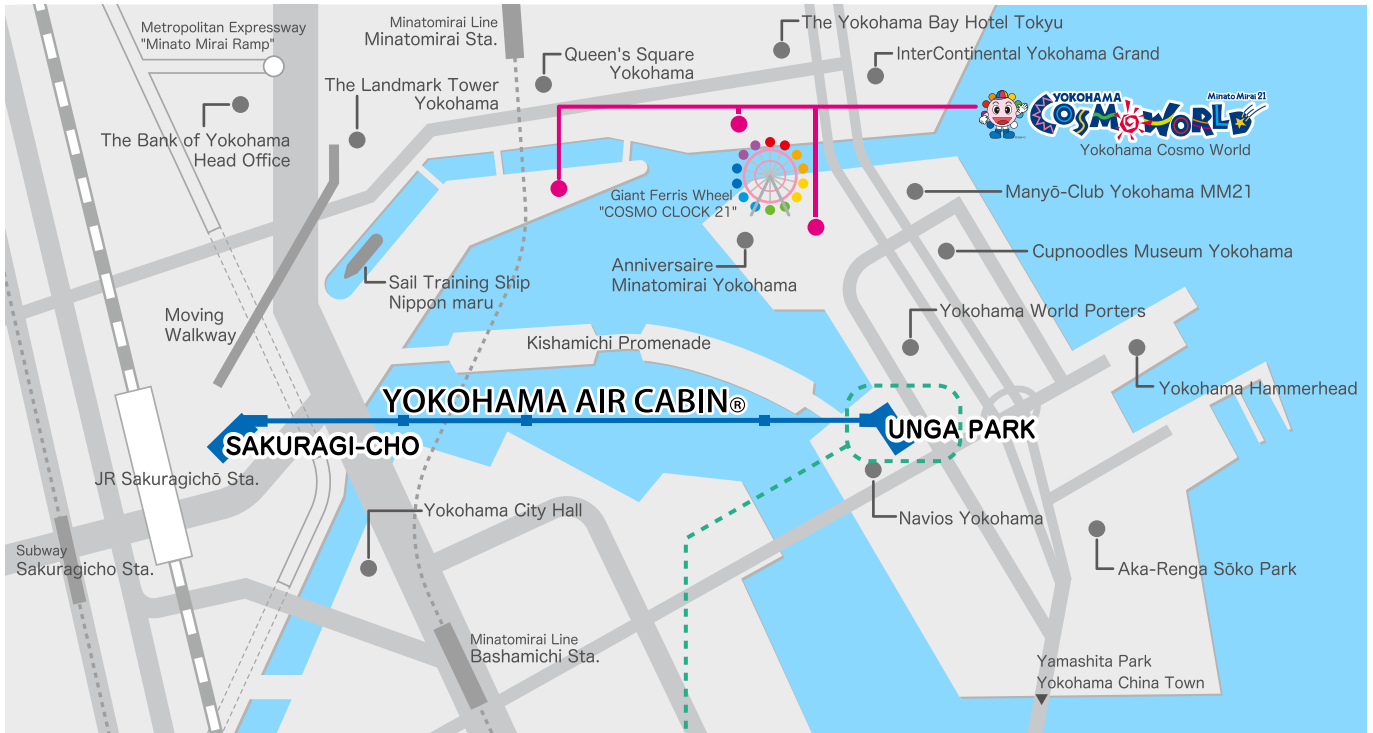 Metropolitan Expressway
"Minato Mirai Ramp"
Minatomirai Line
Minatomirai Sta.
The Yokohama Bay Hotel Tokyu
Queen's Square
Yokohama
InterContinental Yokohama Grand
The Landmark Tower
Yokohama
The Bank of Yokohama
Head Office
YOKOHAMA
COSMOWORLD
Minato Mirai 21
Yokohama Cosmo World
Giant Ferris Wheel
"COSMO CLOCK 21"
Manyō-Club Yokohama MM21
Cupnoodles Museum Yokohama
Anniversaire
Minatomirai Yokohama
Sail Training Ship
Nippon maru
Moving
Walkway
Yokohama World Porters
Kishamichi Promenade
Yokohama Hammerhead
YOKOHAMA AIR CABIN®
SAKURAGI-CHO
UNGA PARK
JR Sakuragichō Sta.
Yokohama City Hall
Navios Yokohama
Subway
Sakuragicho Sta.
Aka-Renga Sōko Park
Minatomirai Line
Bashamichi Sta.
Yamashita Park
Yokohama China Town